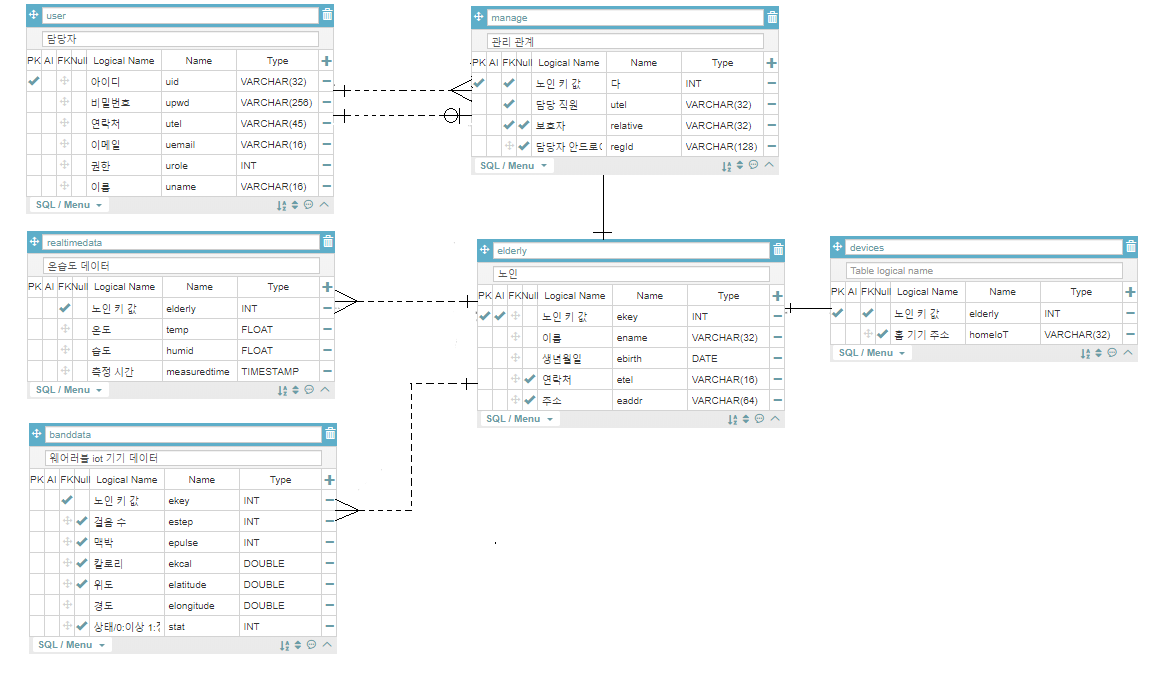 user
담당자
PK AI FK Null Logical Name Name Type
아이디 uid VARCHAR(32)
비밀번호 upwd VARCHAR(256)
연락처 utel VARCHAR(45)
이메일 uemail VARCHAR(16)
권한 urole INT
이름 uname VARCHAR(16)
SQL / Menu
manage
관리 관계
PK AI FK Null Logical Name Name Type
노인 키 값 다 INT
담당 직원 utel VARCHAR(32)
보호자 relative VARCHAR(32)
담당자 안드로 regId VARCHAR(128)
SQL / Menu
realtimedata
온습도 데이터
PK AI FK Null Logical Name Name Type
노인 키 값 elderly INT
온도 temp FLOAT
습도 humid FLOAT
측정 시간 measuredtime TIMESTAMP
SQL / Menu
elderly
노인
PK AI FK Null Logical Name Name Type
노인 키 값 ekey INT
이름 ename VARCHAR(32)
생년월일 ebirth DATE
연락처 etel VARCHAR(16)
주소 eaddr VARCHAR(64)
SQL / Menu
devices
Table logical name
PK AI FK Null Logical Name Name Type
노인 키 값 elderly INT
홈 기기 주소 homeIoT VARCHAR(32)
SQL / Menu
banddata
웨어러블 iot 기기 데이터
PK AI FK Null Logical Name Name Type
노인 키 값 ekey INT
걸음 수 estep INT
맥박 epulse INT
칼로리 ekcal DOUBLE
위도 elatitude DOUBLE
경도 elongitude DOUBLE
상태/0:이상 1: stat INT
SQL / Menu